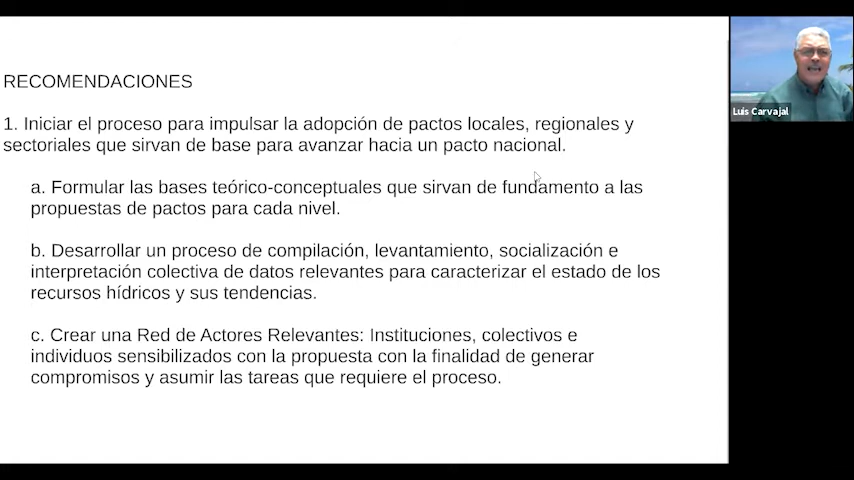 RECOMENDACIONES
1. Iniciar el proceso para impulsar la adopción de pactos locales, regionales y
sectoriales que sirvan de base para avanzar hacia un pacto nacional.
a. Formular las bases teórico-conceptuales que sirvan de fundamento a las
propuestas de pactos para cada nivel.
b. Desarrollar un proceso de compilación, levantamiento, socialización e
interpretación colectiva de datos relevantes para caracterizar el estado de los
recursos hídricos y sus tendencias.
c. Crear una Red de Actores Relevantes: Instituciones, colectivos e
individuos sensibilizados con la propuesta con la finalidad de generar
compromisos y asumir las tareas que requiere el proceso.
Luis Carvajal